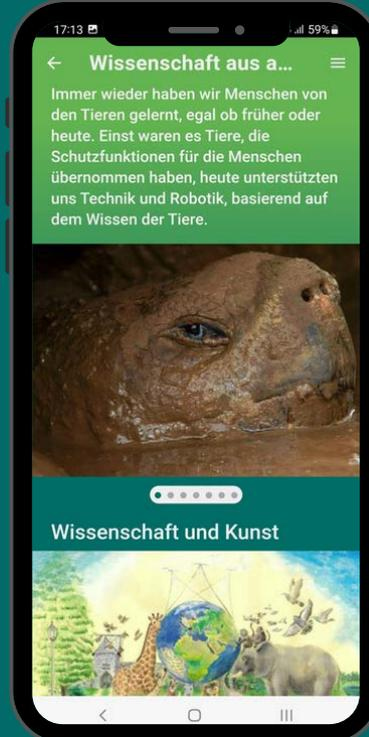 17:13 59%
Wissenschaft aus a...
Immer wieder haben wir Menschen von
den Tieren gelernt, egal ob früher oder
heute. Einst waren es Tiere, die
Schutzfunktionen für die Menschen
übernommen haben, heute unterstützten
uns Technik und Robotik, basierend auf
dem Wissen der Tiere.
Wissenschaft und Kunst